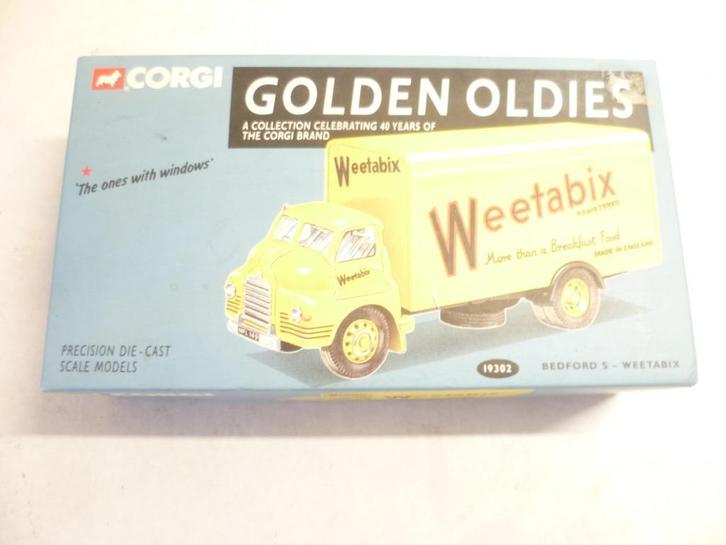 CORGI
GOLDEN OLDIES
A COLLECTION CELEBRATING 40 YEARS OF
THE CORGI BRAND
'The ones with windows'
Weetabix
Weetabix
REGISTERED
More than a Breakfast Food
MADE IN ENGLAND
Weetabix
PRECISION DIE-CAST
SCALE MODELS
19302
BEDFORD S - WEETABIX
Weetabix